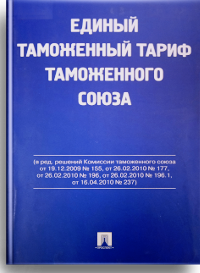 ЕДИНЫЙ
ТАМОЖЕННЫЙ ТАРИФ
ТАМОЖЕННОГО
СОЮЗА
(в ред. решений Комиссии таможенного союза
от 19.12.2009 № 155, от 26.02.2010 № 177,
от 26.02.2010 № 196, от 26.02.2010 № 196.1,
от 16.04.2010 № 237)